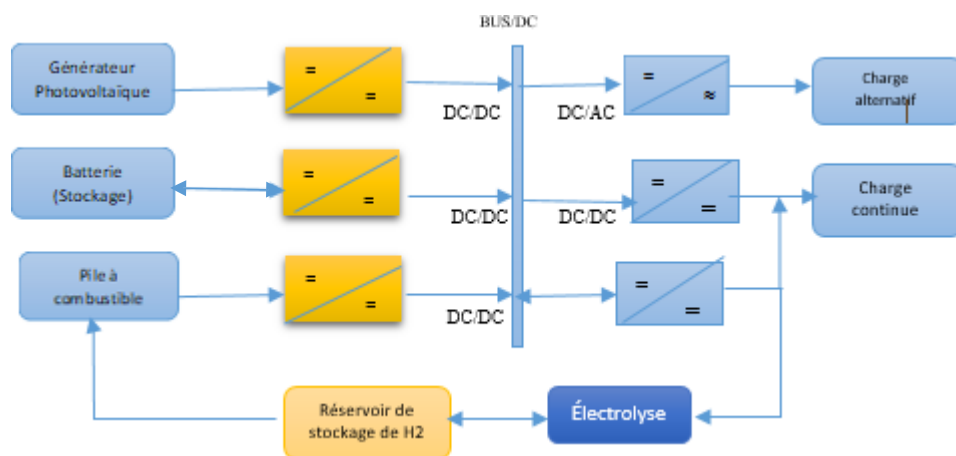 BUS/DC
Générateur
Photovoltaïque
=
=
DC/DC
DC/AC
=
≈
Charge
alternatif
Batterie
(Stockage)
=
=
DC/DC
DC/DC
=
=
Charge
continue
Pile à
combustible
=
=
DC/DC
=
=
Réservoir de
stockage de H2
Électrolyse